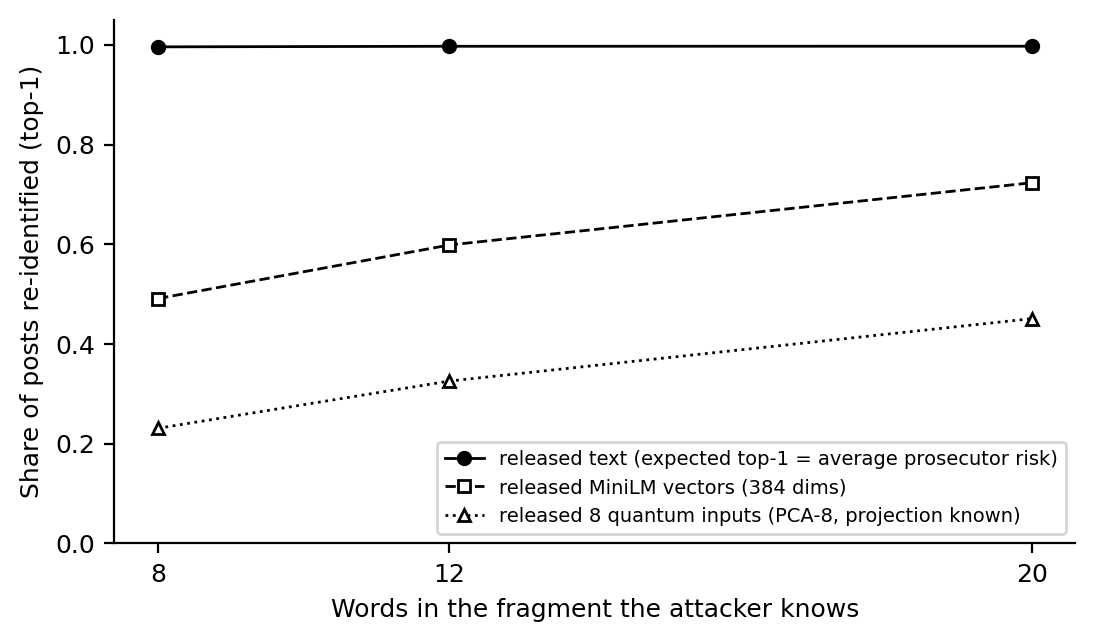 Share of posts re-identified (top-1)
1.0
0.8
0.6
0.4
0.2
0.0
released text (expected top-1 = average prosecutor risk)
released MiniLM vectors (384 dims)
released 8 quantum inputs (PCA-8, projection known)
8 12 20
Words in the fragment the attacker knows